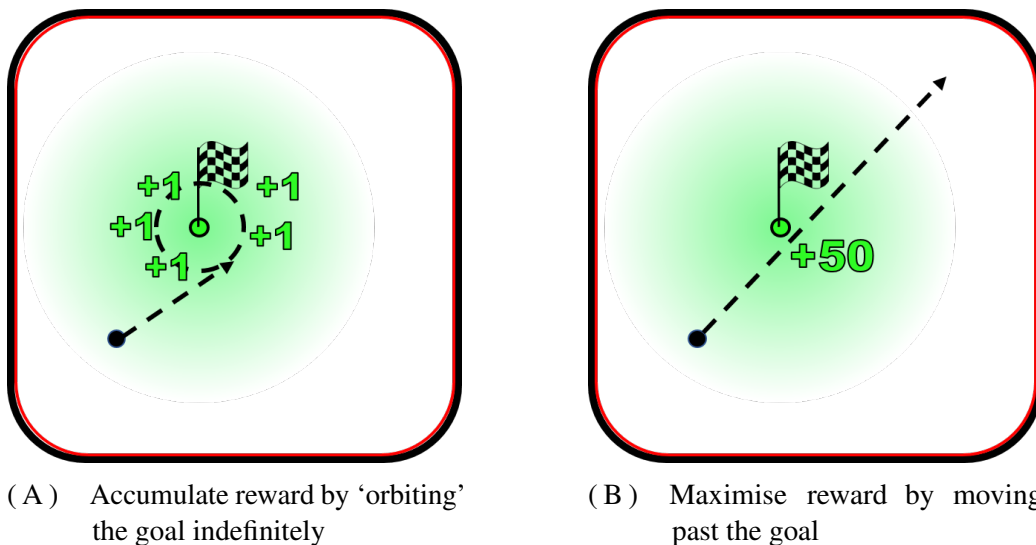 +1 +1
+1 +1
+1
+50
( A ) Accumulate reward by ‘orbiting’
the goal indefinitely
( B ) Maximise reward by moving
past the goal